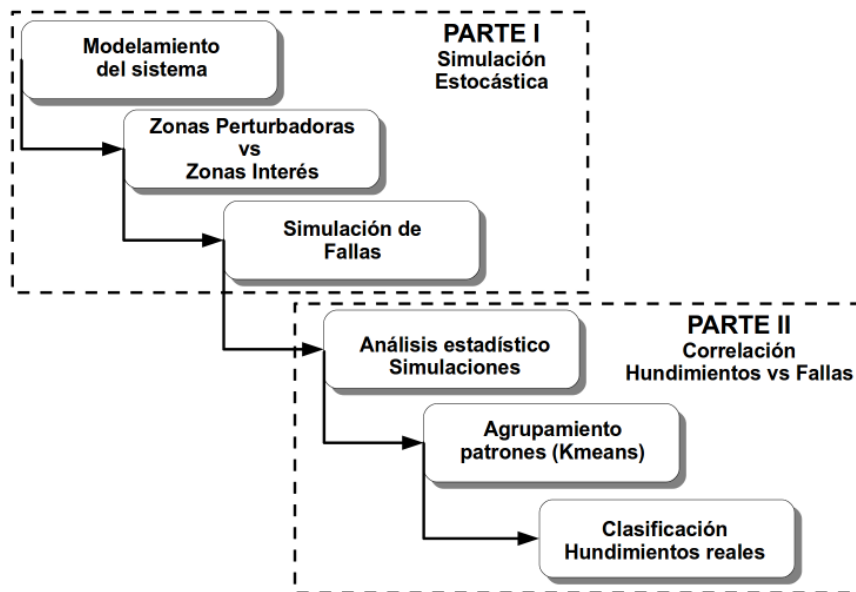 PARTE I
Simulación
Estocástica
Modelamiento
del sistema
Zonas Perturbadoras
vs
Zonas Interés
Simulación de
Fallas
PARTE II
Correlación
Hundimientos vs Fallas
Análisis estadístico
Simulaciones
Agrupamiento
patrones (Kmeans)
Clasificación
Hundimientos reales